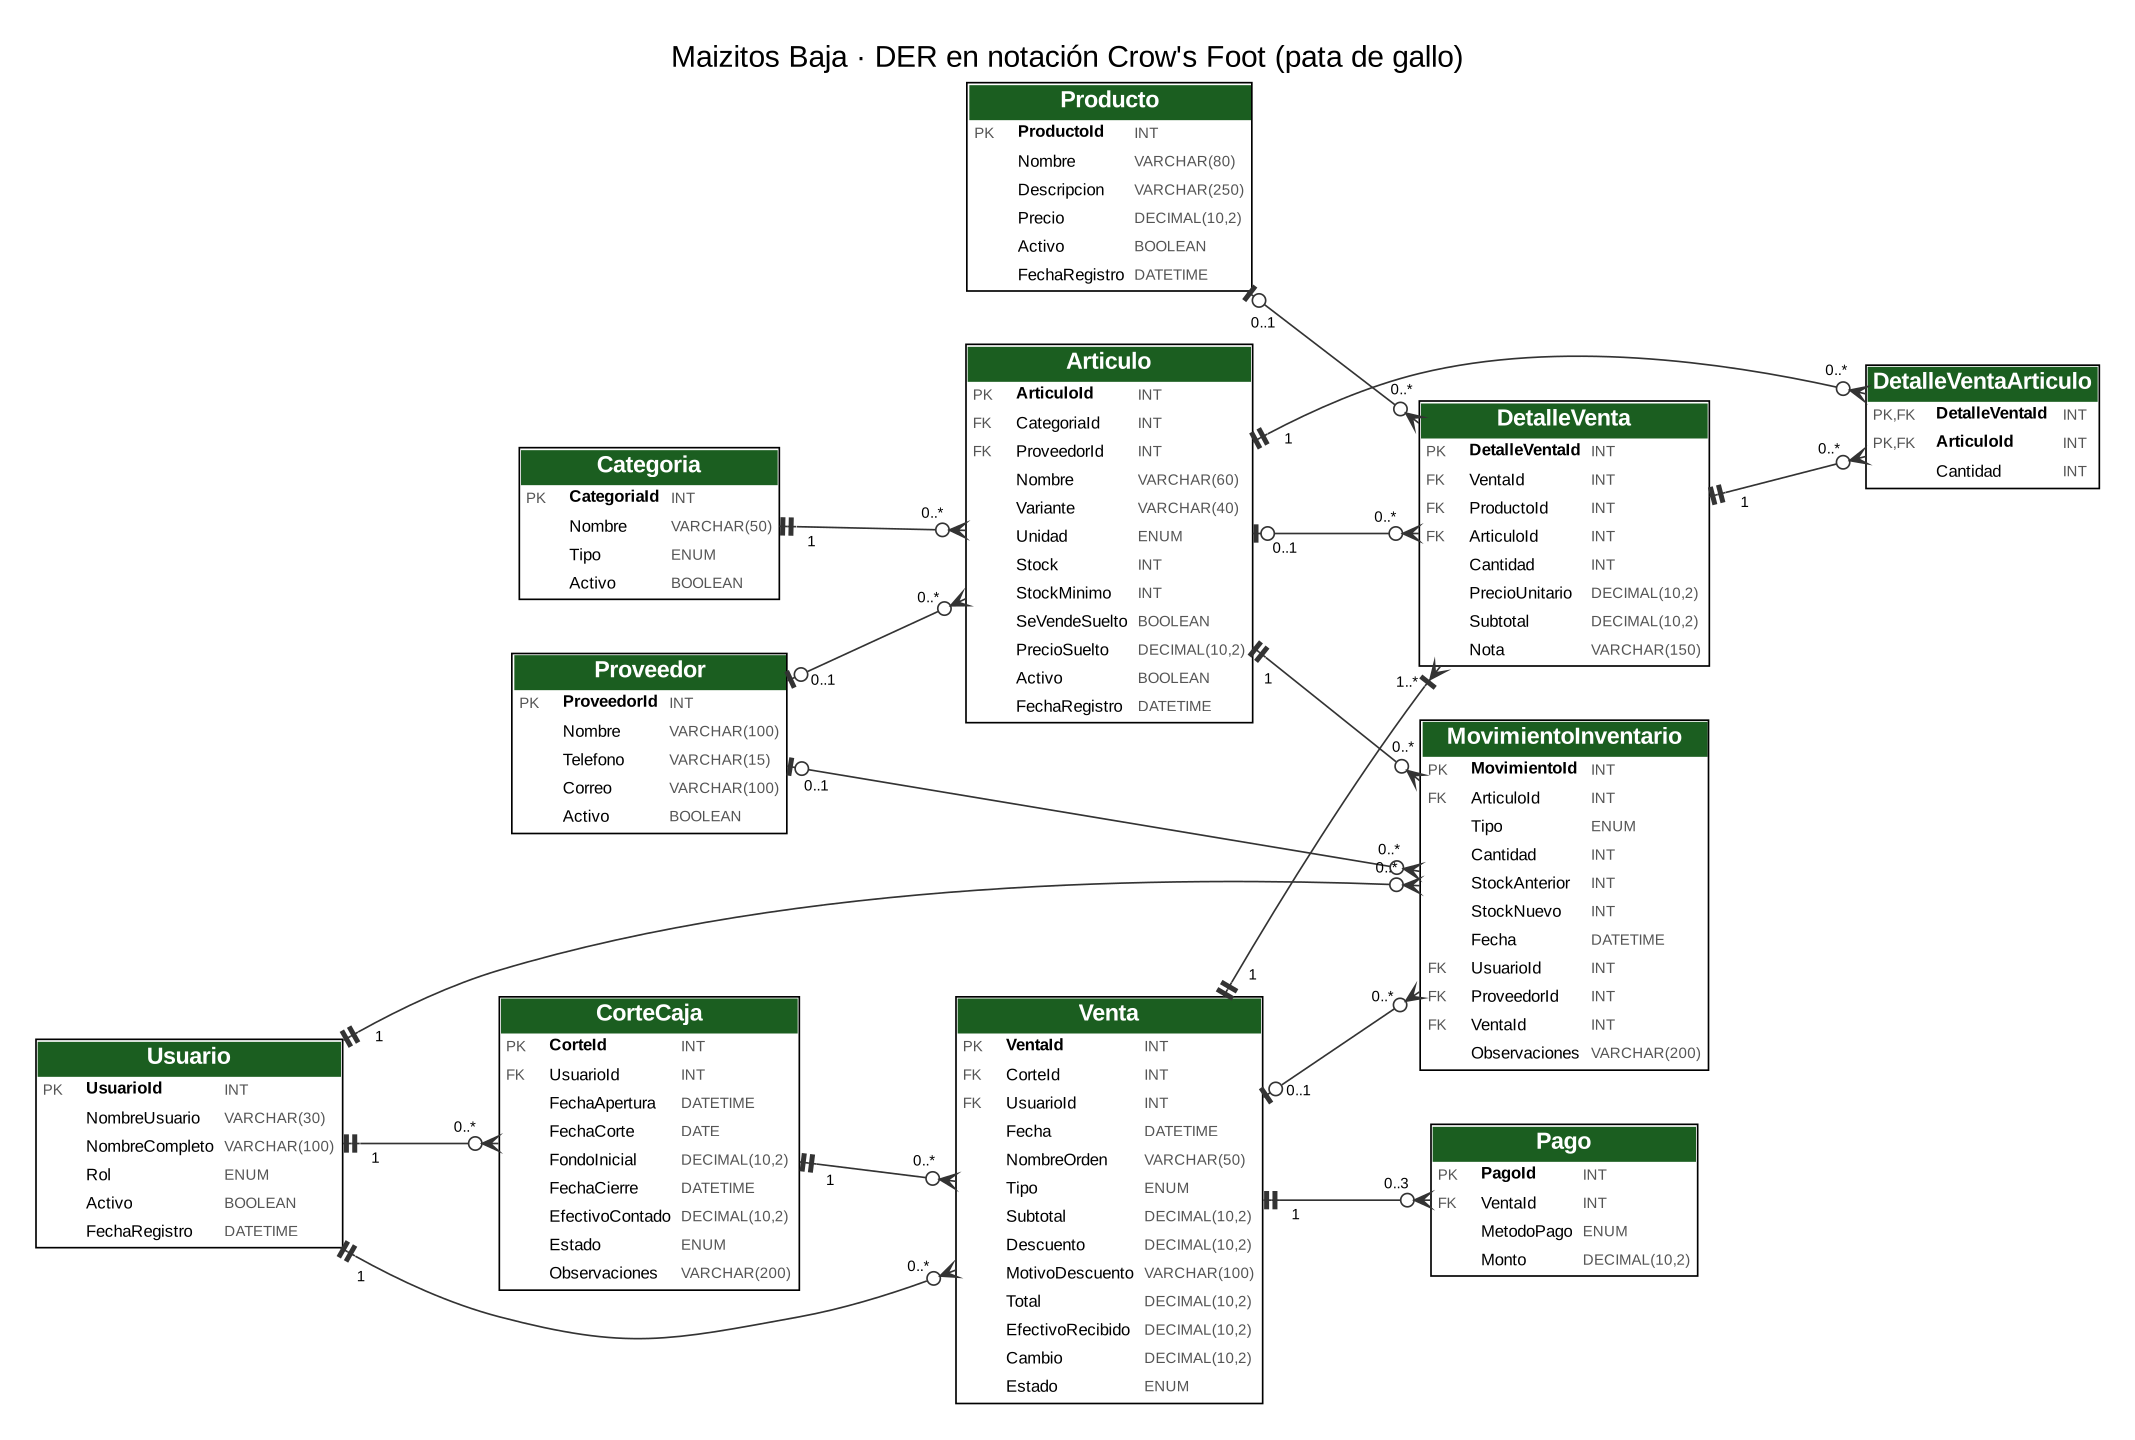 Maizitos Baja · DER en notación Crow's Foot (pata de gallo)
Producto
PK ProductoId INT
Nombre VARCHAR(80)
Descripcion VARCHAR(250)
Precio DECIMAL(10,2)
Activo BOOLEAN
FechaRegistro DATETIME
0..1
0..*
Articulo
PK ArticuloId INT
FK CategoriaId INT
FK ProveedorId INT
Nombre VARCHAR(60)
Variante VARCHAR(40)
Unidad ENUM
Stock INT
StockMinimo INT
SeVendeSuelto BOOLEAN
PrecioSuelto DECIMAL(10,2)
Activo BOOLEAN
FechaRegistro DATETIME
1
0..*
0..1
0..*
1
0..*
DetalleVentaArticulo
PK,FK DetalleVentaId INT
PK,FK ArticuloId INT
Cantidad INT
DetalleVenta
PK DetalleVentaId INT
FK VentaId INT
FK ProductoId INT
FK ArticuloId INT
Cantidad INT
PrecioUnitario DECIMAL(10,2)
Subtotal DECIMAL(10,2)
Nota VARCHAR(150)
1
0..*
1..*
1
Categoria
PK CategoriaId INT
Nombre VARCHAR(50)
Tipo ENUM
Activo BOOLEAN
1
0..*
Proveedor
PK ProveedorId INT
Nombre VARCHAR(100)
Telefono VARCHAR(15)
Correo VARCHAR(100)
Activo BOOLEAN
0..1
0..*
0..1
0..*
0..*
MovimientoInventario
PK MovimientoId INT
FK ArticuloId INT
Tipo ENUM
Cantidad INT
StockAnterior INT
StockNuevo INT
Fecha DATETIME
FK UsuarioId INT
FK ProveedorId INT
FK VentaId INT
Observaciones VARCHAR(200)
Usuario
PK UsuarioId INT
NombreUsuario VARCHAR(30)
NombreCompleto VARCHAR(100)
Rol ENUM
Activo BOOLEAN
FechaRegistro DATETIME
1
1
0..*
1
0..*
CorteCaja
PK CorteId INT
FK UsuarioId INT
FechaApertura DATETIME
FechaCorte DATE
FondoInicial DECIMAL(10,2)
FechaCierre DATETIME
EfectivoContado DECIMAL(10,2)
Estado ENUM
Observaciones VARCHAR(200)
1
0..*
Venta
PK VentaId INT
FK CorteId INT
FK UsuarioId INT
Fecha DATETIME
NombreOrden VARCHAR(50)
Tipo ENUM
Subtotal DECIMAL(10,2)
Descuento DECIMAL(10,2)
MotivoDescuento VARCHAR(100)
Total DECIMAL(10,2)
EfectivoRecibido DECIMAL(10,2)
Cambio DECIMAL(10,2)
Estado ENUM
0..1
0..*
1
0..3
Pago
PK PagoId INT
FK VentaId INT
MetodoPago ENUM
Monto DECIMAL(10,2)